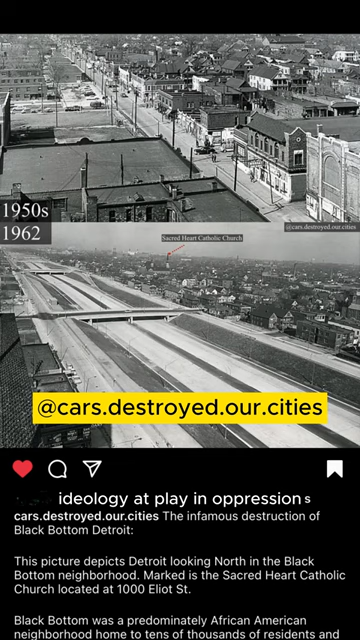 1950s
@cars.destroyed.our.cities
1962
Sacred Heart Catholic Church
@cars.destroyed.our.cities
ideology at play in oppressions
cars.destroyed.our.cities The infamous destruction of
Black Bottom Detroit:
This picture depicts Detroit looking North in the Black
Bottom neighborhood. Marked is the Sacred Heart Catholic
Church located at 1000 Eliot St.
Black Bottom was a predominately African American
neighborhood home to tens of thousands of residents and